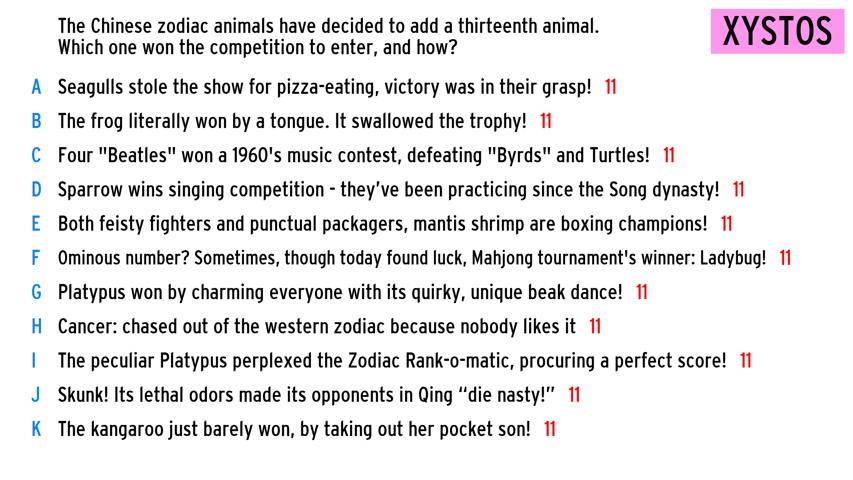 The Chinese zodiac animals have decided to add a thirteenth animal.
Which one won the competition to enter, and how?
XYSTOS
A Seagulls stole the show for pizza-eating, victory was in their grasp! 11
B The frog literally won by a tongue. It swallowed the trophy! 11
C Four "Beatles" won a 1960's music contest, defeating "Byrds" and Turtles! 11
D Sparrow wins singing competition - they’ve been practicing since the Song dynasty! 11
E Both feisty fighters and punctual packagers, mantis shrimp are boxing champions! 11
F Ominous number? Sometimes, though today found luck, Mahjong tournament's winner: Ladybug! 11
G Platypus won by charming everyone with its quirky, unique beak dance! 11
H Cancer: chased out of the western zodiac because nobody likes it 11
I The peculiar Platypus perplexed the Zodiac Rank-o-matic, procuring a perfect score! 11
J Skunk! Its lethal odors made its opponents in Qing “die nasty!” 11
K The kangaroo just barely won, by taking out her pocket son! 11